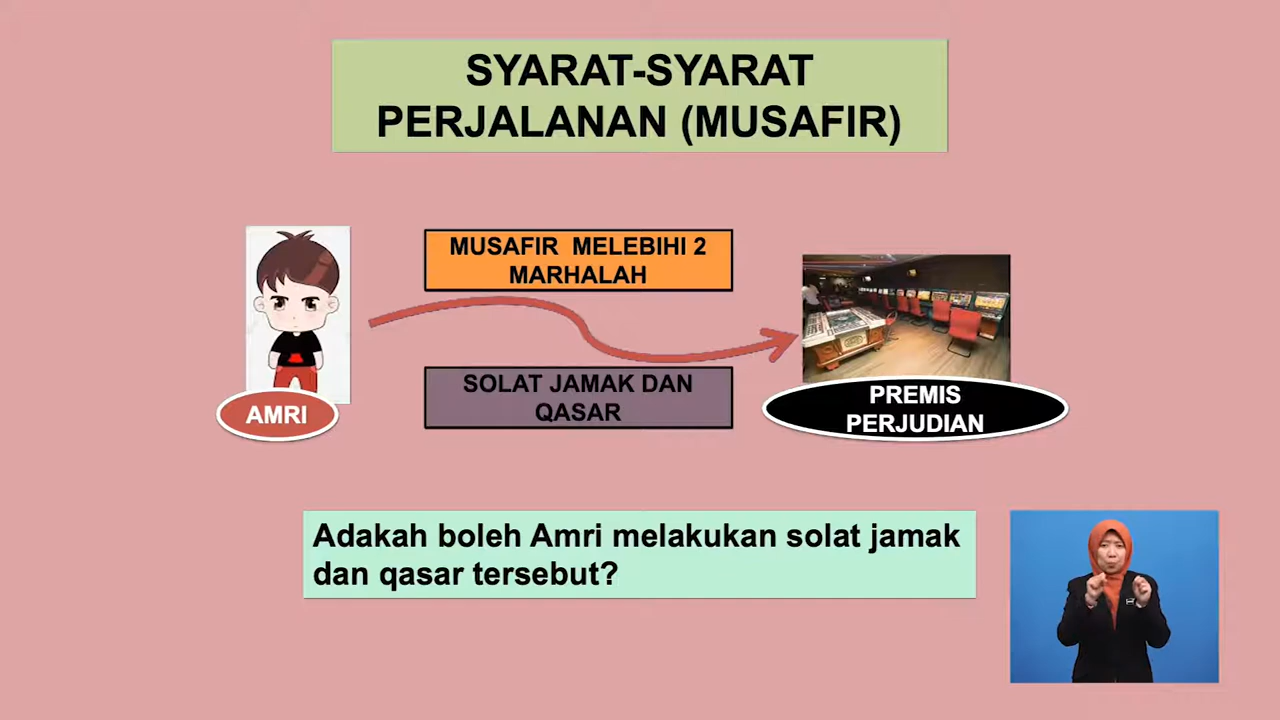 SYARAT-SYARAT
PERJALANAN (MUSAFIR)
MUSAFIR MELEBIHI 2
MARHALAH
SOLAT JAMAK DAN
QASAR
AMRI
PREMIS
PERJUDIAN
Adakah boleh Amri melakukan solat jamak
dan qasar tersebut?